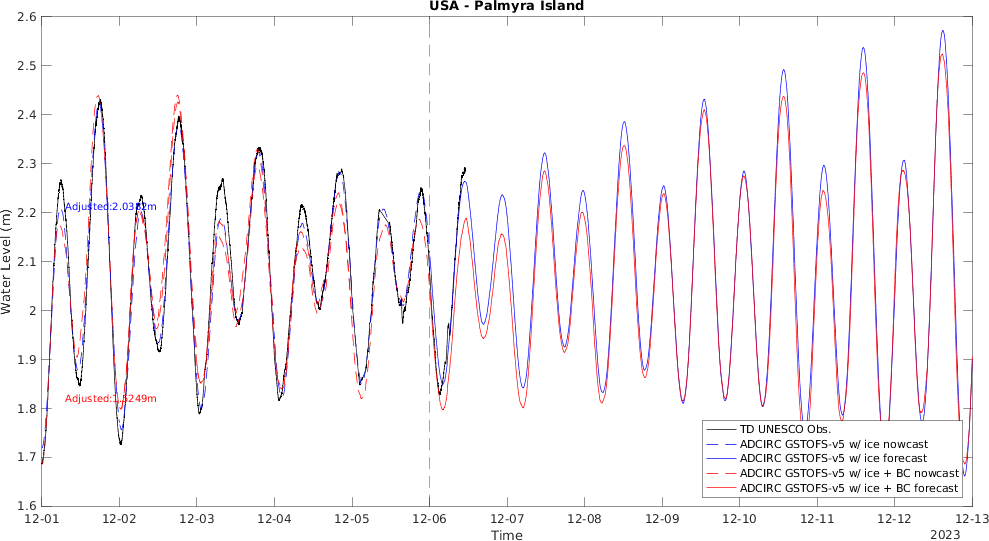 USA - Palmyra Island
2.6
2.5
2.4
2.3
2.2
2.1
2
1.9
1.8
1.7
1.6
Water Level (m)
Adjusted:2.0382m
Adjusted:1.5249m
TD UNESCO Obs.
ADCIRC GSTOFS-v5 w/ ice nowcast
ADCIRC GSTOFS-v5 w/ ice forecast
ADCIRC GSTOFS-v5 w/ ice + BC nowcast
ADCIRC GSTOFS-v5 w/ ice + BC forecast
12-01 12-02 12-03 12-04 12-05 12-06 12-07 12-08 12-09 12-10 12-11 12-12 12-13
Time
2023